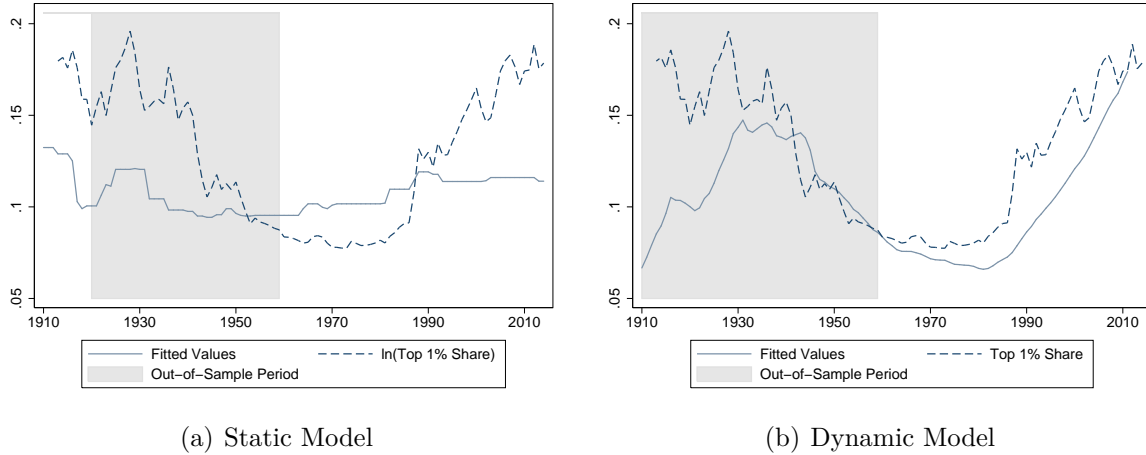 .2
.15
.1
.05
1910 1930 1950 1970 1990 2010
Fitted Values ln(Top 1% Share)
Out−of−Sample Period
(a) Static Model
.2
.15
.1
.05
1910 1930 1950 1970 1990 2010
Fitted Values Top 1% Share
Out−of−Sample Period
(b) Dynamic Model